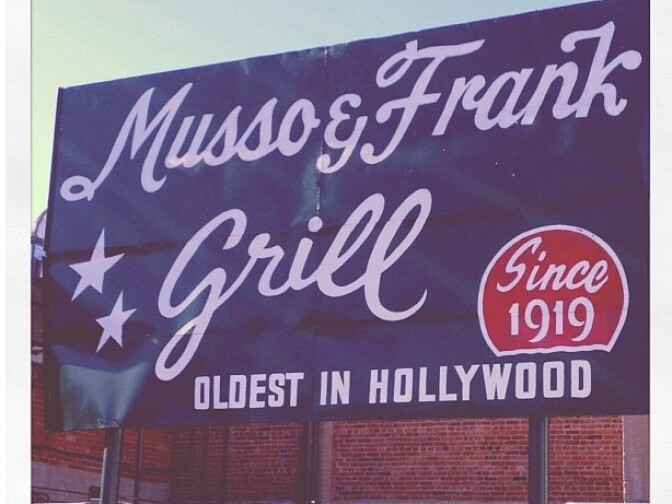 Musso & Frank
Grill
Since
1919
OLDEST IN HOLLYWOOD